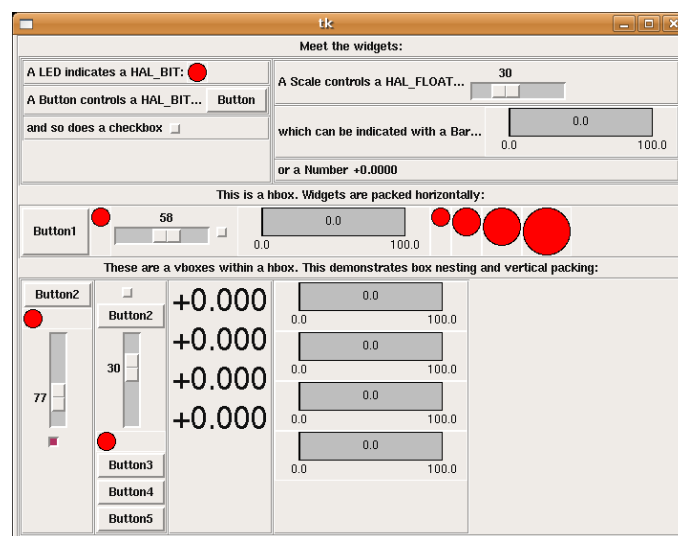 tk
Meet the widgets:
A LED indicates a HAL_BIT:
A Button controls a HAL_BIT... Button
and so does a checkbox
A Scale controls a HAL_FLOAT... 30
which can be indicated with a Bar... 0.0
0.0 100.0
or a Number +0.0000
This is a hbox. Widgets are packed horizontally:
Button1 58 0.0
0.0 100.0
These are a vboxes within a hbox. This demonstrates box nesting and vertical packing:
Button2
77
Button2
30
Button3
Button4
Button5
+0.000
+0.000
+0.000
+0.000
0.0
0.0 100.0
0.0
0.0 100.0
0.0
0.0 100.0
0.0
0.0 100.0